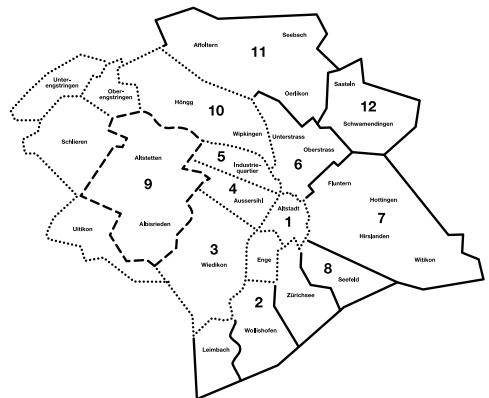 Seebach
Affoltern
11
Unter-
engstringen
Ober-
engstringen
Saateln
Oerlikon
12
Höngg
10
Schwamendingen
Wipkingen
Unterstrass
Schlieren
Oberstrass
5
Altstetten
Industrie-
quartier
6
Fluntern
9
4
Aussersihl
Altstadt
1
Hottingen
7
Uitikon
Albisrieden
Hirslanden
3
Enge
8
Witikon
Wiedikon
Seefeld
Zürichsee
2
Wollishofen
Leimbach